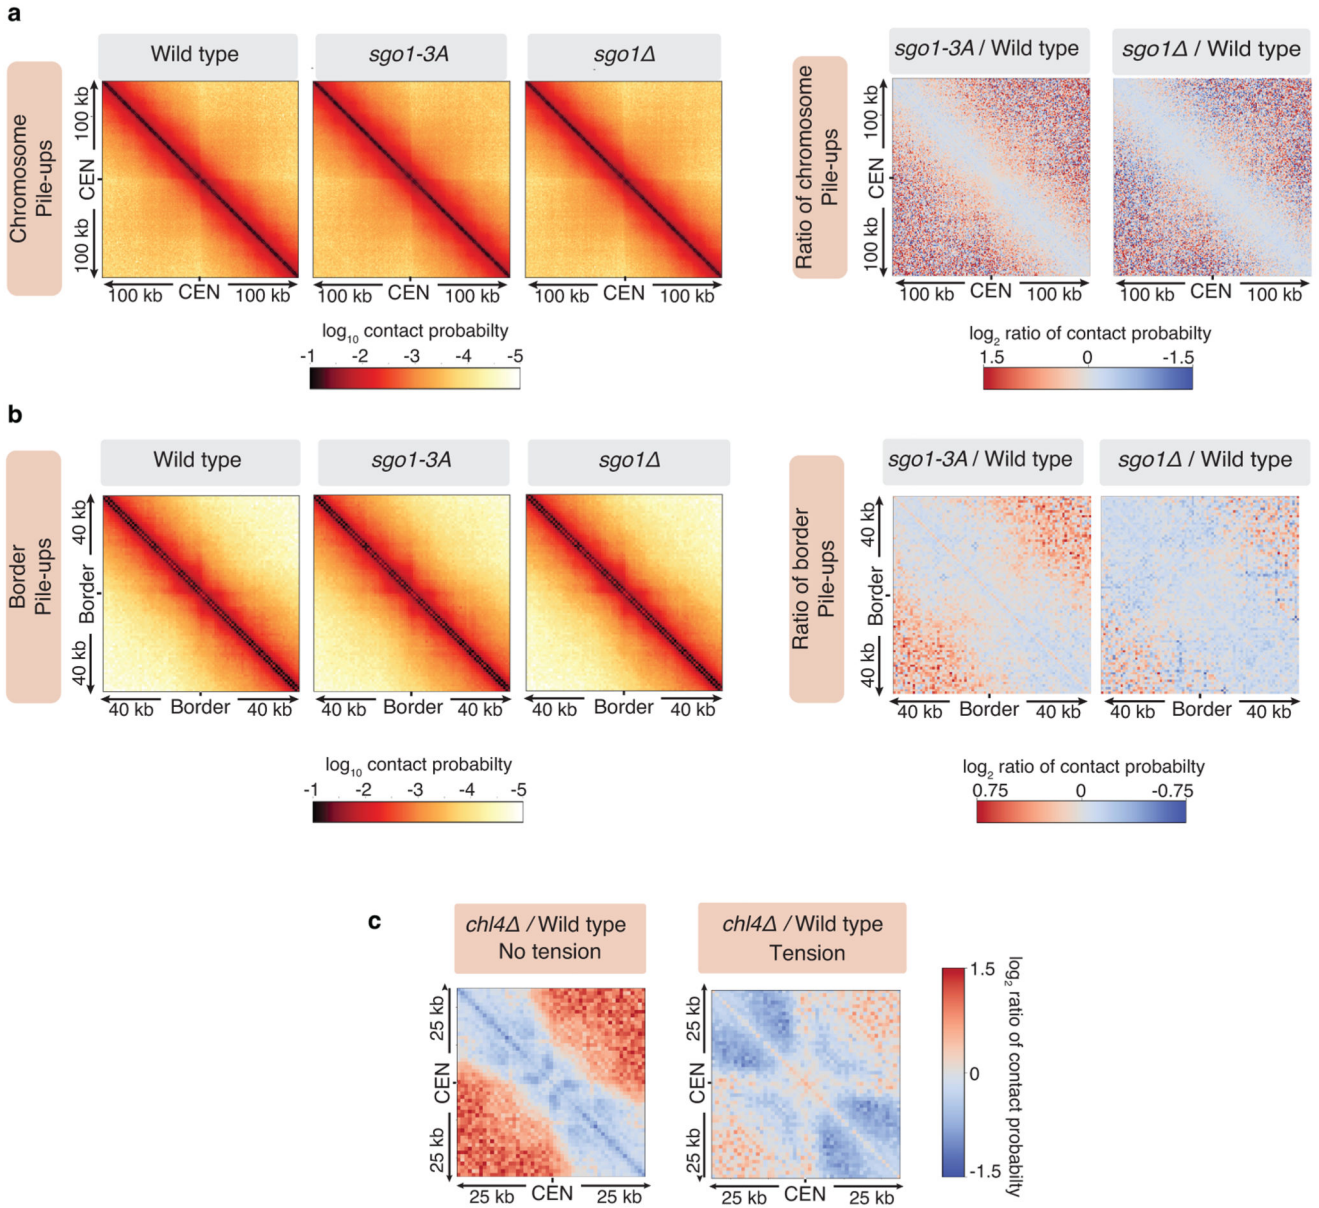 a
Wild type
sgo1-3A
sgo1Δ
sgo1-3A / Wild type
sgo1Δ / Wild type
Chromosome
Pile-ups
100 kb
CEN
100 kb
100 kb CEN 100 kb
100 kb CEN 100 kb
100 kb CEN 100 kb
log10 contact probabilty
-1 -2 -3 -4 -5
Ratio of chromosome
Pile-ups
100 kb
CEN
100 kb
100 kb CEN 100 kb
100 kb CEN 100 kb
log2 ratio of contact probabilty
1.5 0 -1.5
b
Wild type
sgo1-3A
sgo1Δ
sgo1-3A / Wild type
sgo1Δ / Wild type
Border
Pile-ups
40 kb
Border
40 kb
40 kb Border 40 kb
40 kb Border 40 kb
40 kb Border 40 kb
log10 contact probabilty
-1 -2 -3 -4 -5
Ratio of border
Pile-ups
40 kb
Border
40 kb
40 kb Border 40 kb
40 kb Border 40 kb
log2 ratio of contact probabilty
0.75 0 -0.75
c
chl4Δ / Wild type
No tension
chl4Δ / Wild type
Tension
25 kb
CEN
25 kb
25 kb CEN 25 kb
25 kb
CEN
25 kb
25 kb CEN 25 kb
1.5
0
-1.5
log2 ratio of contact probabilty